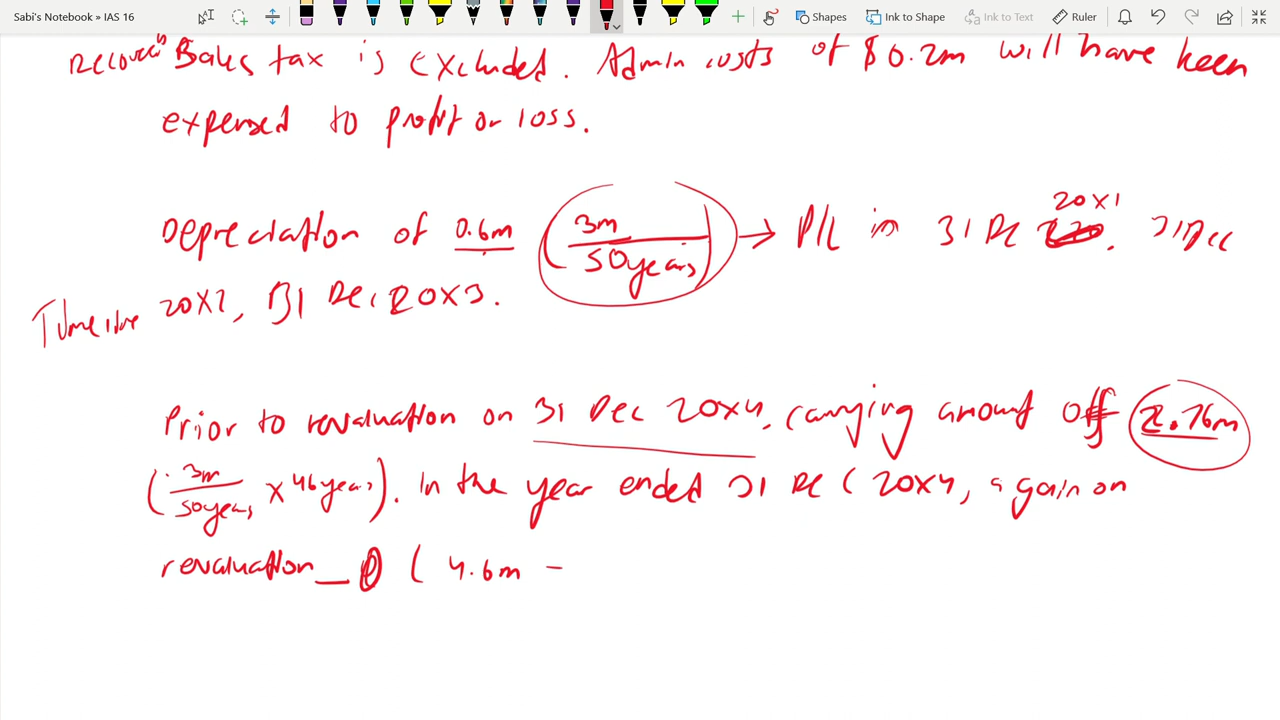 Sabi's Notebook » IAS 16
Shapes Ink to Shape Ink to Text Ruler
Sales tax is excluded. Admin costs of $0.2m will have been
expensed to profit or loss.
Depreciation of 0.6m (3m / 50years) → P/L in 31 Dec 20X1. 31 Dec
Timeline 20X2, 31 Dec 20X3.
Prior to revaluation on 31 Dec 20X4, carrying amount off 2.76m
(3m / 50years × 46years). In the year ended 31 Dec 20X4, a gain on
revaluation ( 4.6m -